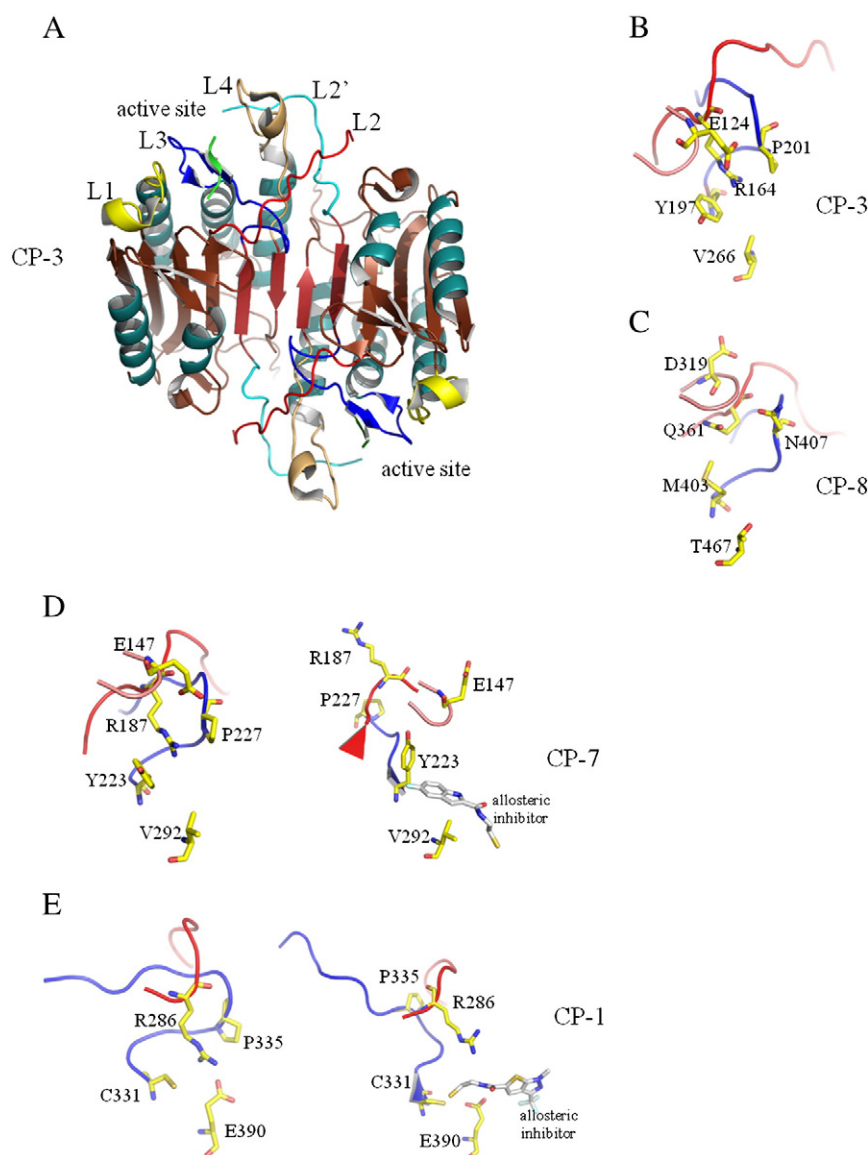 A
L4
L2'
active site
L2
L3
L1
CP-3
active site
B
E124
P201
R164
Y197
CP-3
V266
C
D319
Q361
N407
M403
CP-8
T467
D
E147
R187
P227
Y223
V292
R187
E147
P227
Y223
CP-7
allosteric
inhibitor
V292
E
R286
P335
C331
E390
P335
R286
CP-1
C331
E390
allosteric
inhibitor